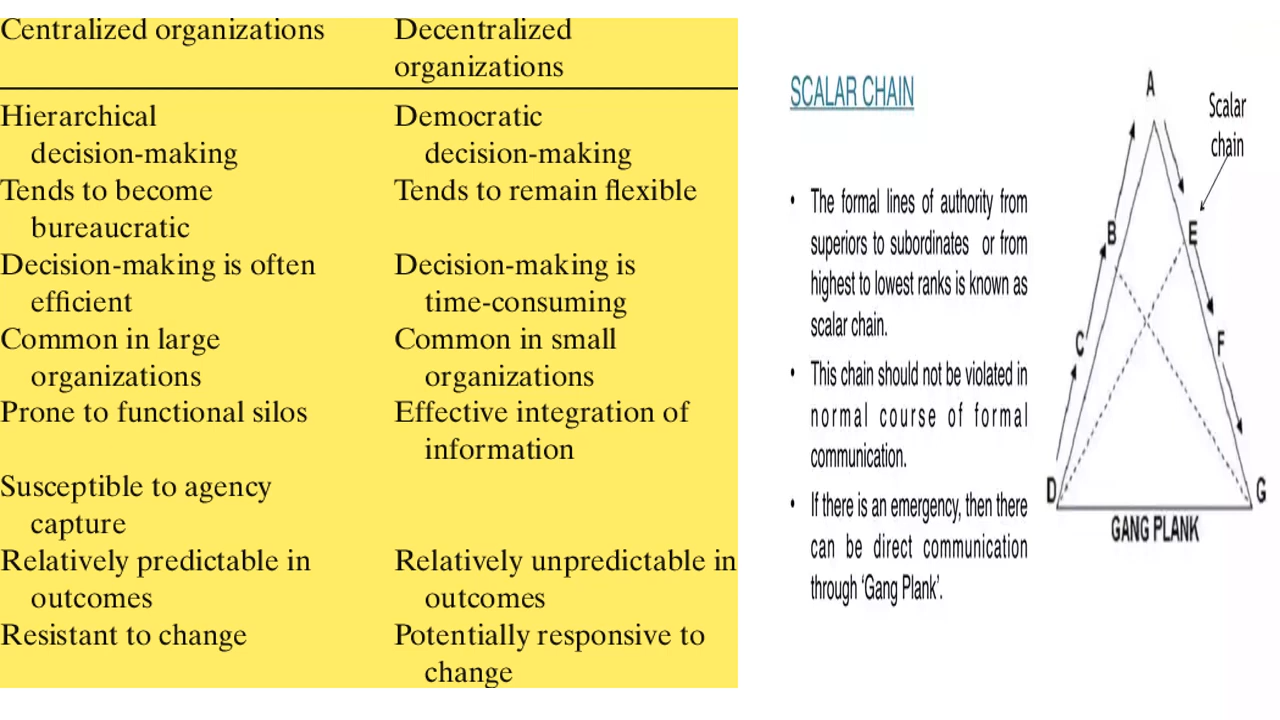 Centralized organizations
Decentralized
organizations
Hierarchical
decision-making
Democratic
decision-making
Tends to become
bureaucratic
Tends to remain flexible
Decision-making is often
efficient
Decision-making is
time-consuming
Common in large
organizations
Common in small
organizations
Prone to functional silos
Effective integration of
information
Susceptible to agency
capture
Relatively predictable in
outcomes
Relatively unpredictable in
outcomes
Resistant to change
Potentially responsive to
change
SCALAR CHAIN
• The formal lines of authority from
superiors to subordinates or from
highest to lowest ranks is known as
scalar chain.
• This chain should not be violated in
normal course of formal
communication.
• If there is an emergency, then there
can be direct communication
through ‘Gang Plank’.
A
Scalar
chain
B
E
C
F
D
G
GANG PLANK